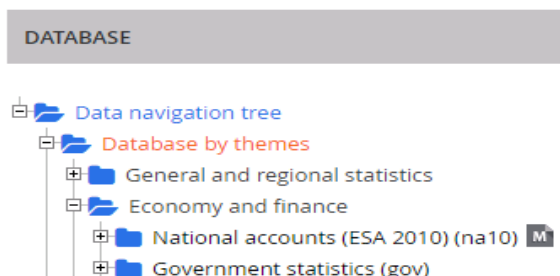 DATABASE
Data navigation tree
Database by themes
General and regional statistics
Economy and finance
National accounts (ESA 2010) (na10) M
Government statistics (gov)